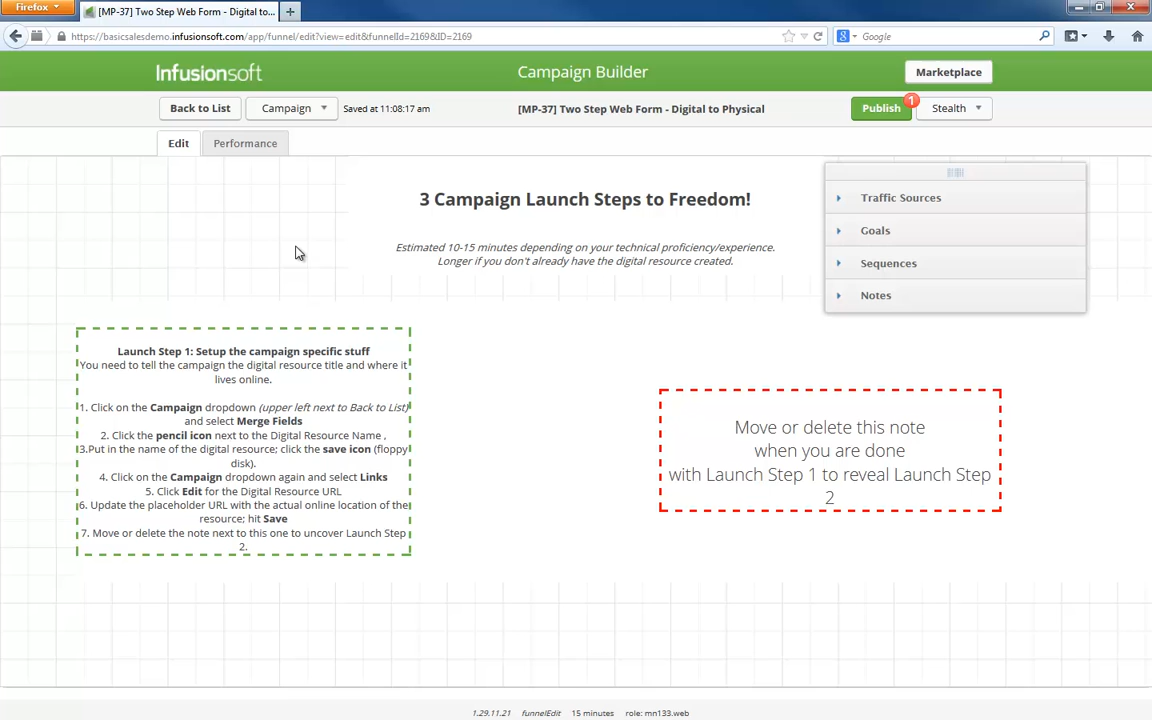 Firefox
[MP-37] Two Step Web Form - Digital to...
https://basicsalesdemo.infusionsoft.com/app/funnel/edit?view=edit&funnelId=2169&ID=2169
Google
Infusionsoft
Campaign Builder
Marketplace
Back to List
Campaign
Saved at 11:08:17 am
[MP-37] Two Step Web Form - Digital to Physical
Publish
1
Stealth
Edit
Performance
3 Campaign Launch Steps to Freedom!
Estimated 10-15 minutes depending on your technical proficiency/experience.
Longer if you don't already have the digital resource created.
Traffic Sources
Goals
Sequences
Notes
Launch Step 1: Setup the campaign specific stuff
You need to tell the campaign the digital resource title and where it
lives online.
1. Click on the Campaign dropdown (upper left next to Back to List)
and select Merge Fields
2. Click the pencil icon next to the Digital Resource Name ,
3.Put in the name of the digital resource; click the save icon (floppy
disk).
4. Click on the Campaign dropdown again and select Links
5. Click Edit for the Digital Resource URL
6. Update the placeholder URL with the actual online location of the
resource; hit Save
7. Move or delete the note next to this one to uncover Launch Step
2.
Move or delete this note
when you are done
with Launch Step 1 to reveal Launch Step
2
1.29.11.21 funnelEdit 15 minutes role: mn133.web